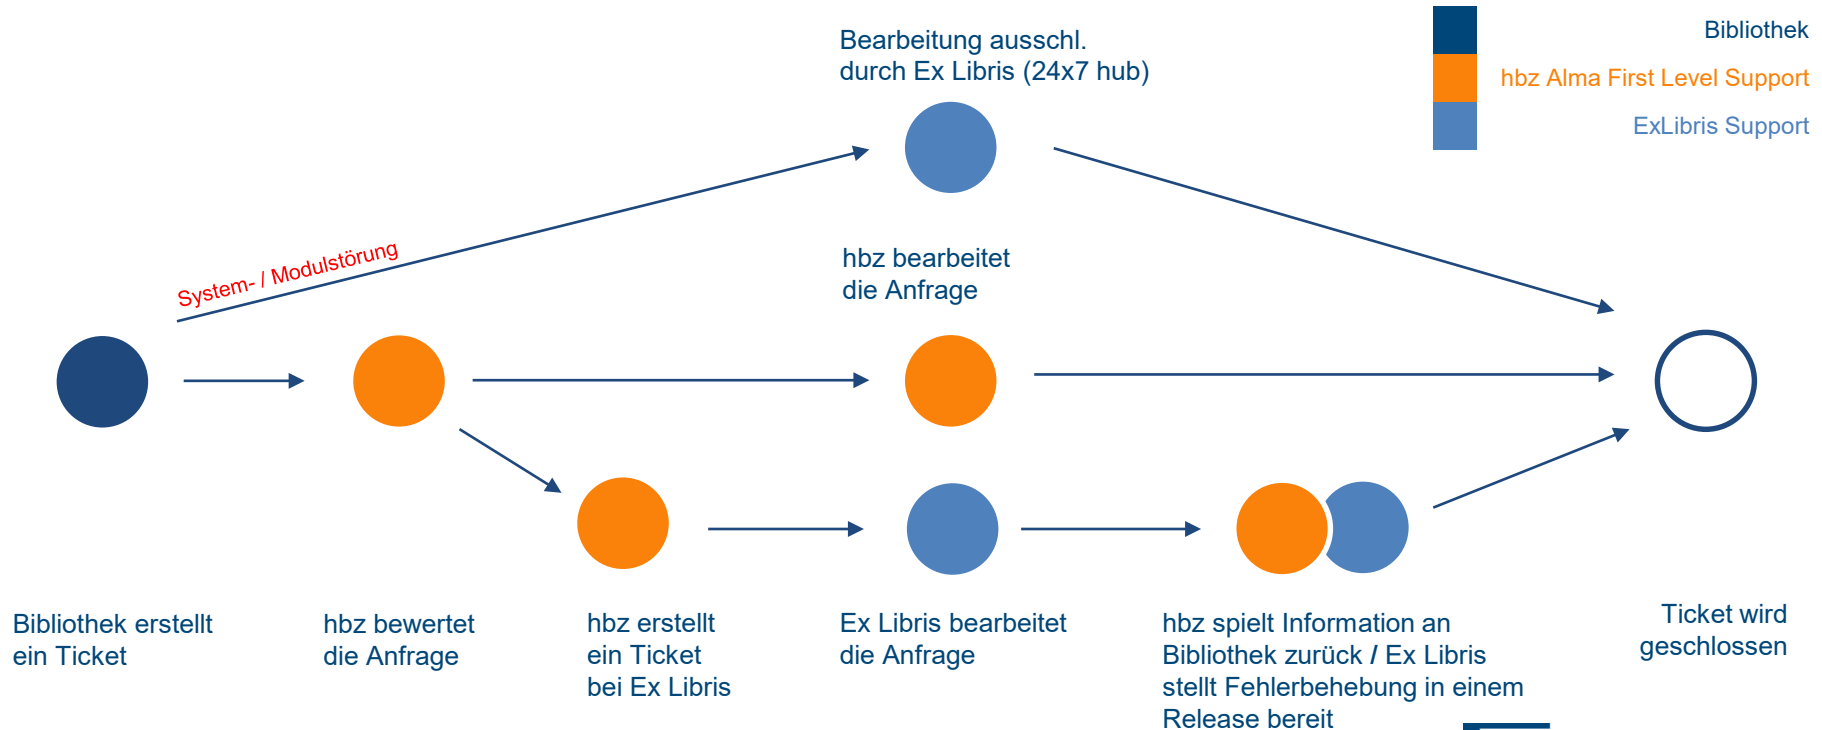 Bearbeitung ausschl.
durch Ex Libris (24x7 hub)
Bibliothek
hbz Alma First Level Support
ExLibris Support
System- / Modulstörung
hbz bearbeitet
die Anfrage
Bibliothek erstellt
ein Ticket
hbz bewertet
die Anfrage
hbz erstellt
ein Ticket
bei Ex Libris
Ex Libris bearbeitet
die Anfrage
hbz spielt Information an
Bibliothek zurück / Ex Libris
stellt Fehlerbehebung in einem
Release bereit
Ticket wird
geschlossen